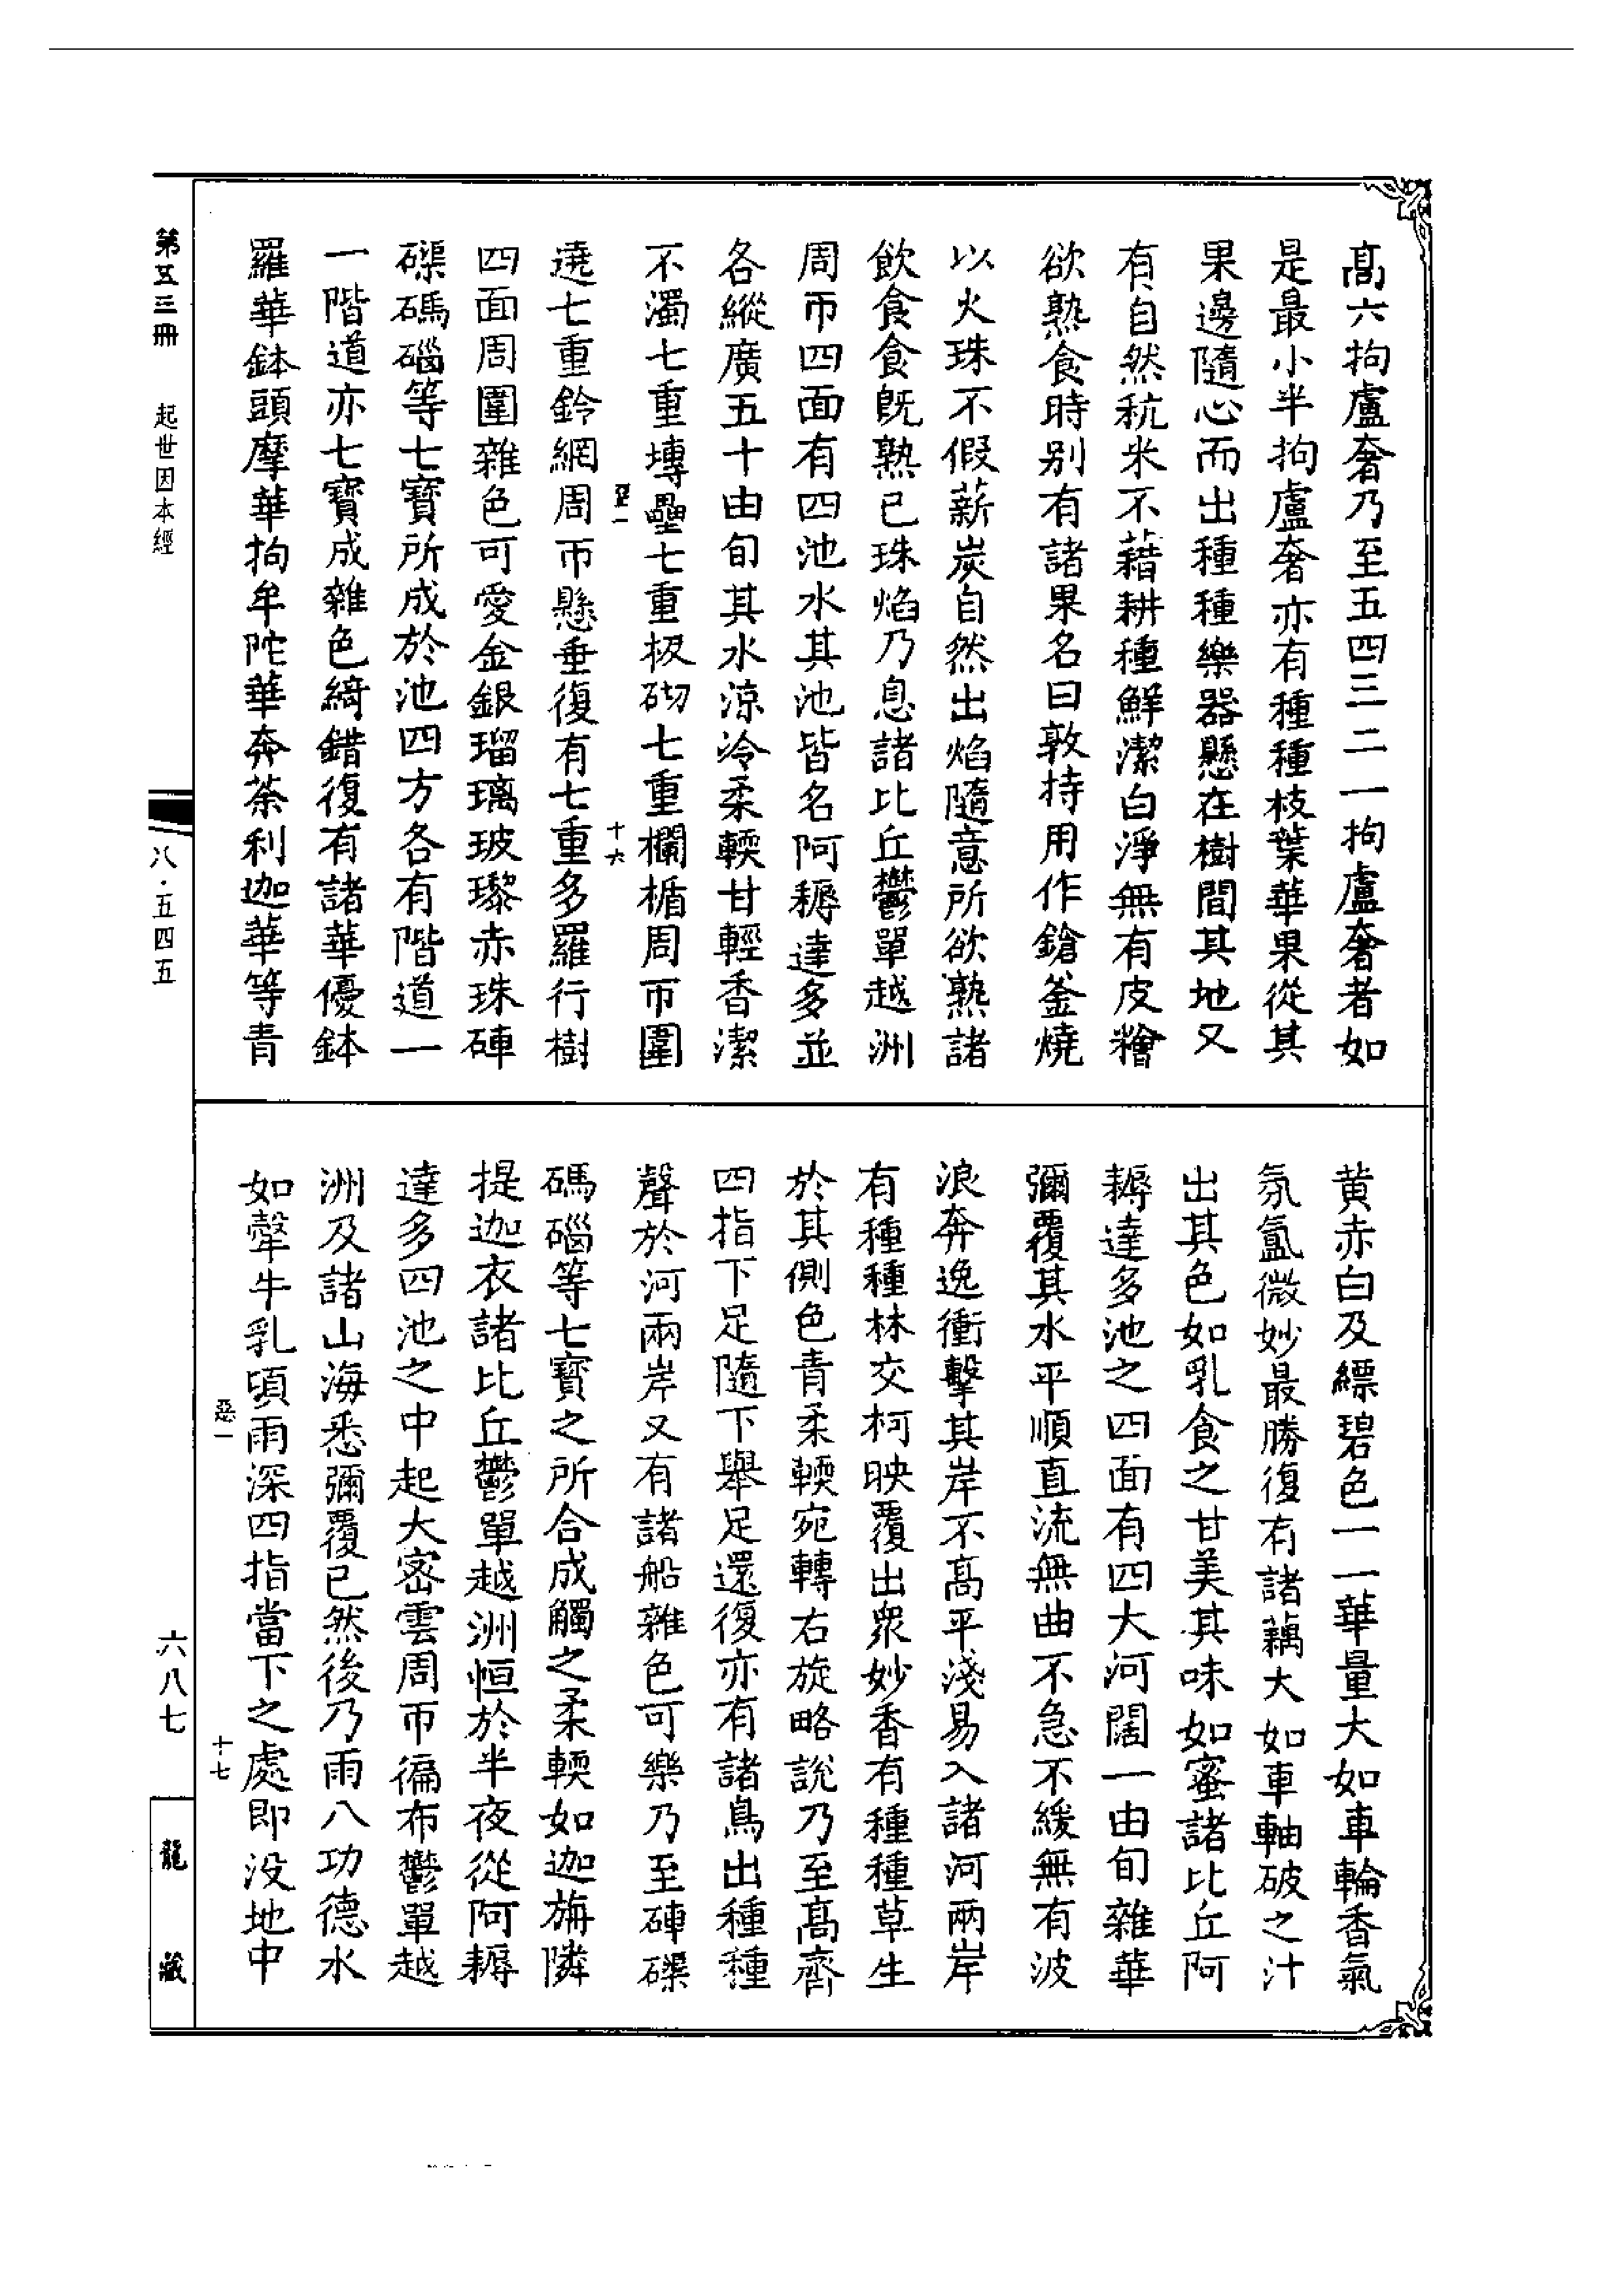 高六拘盧奢乃至五四三二一拘盧奢者如
是最小半拘盧奢亦有種種枝葉華果從其
果邊隨心而出種種樂器懸在樹間其地又
有自然秔米不藉耕種鮮潔白淨無有皮糩
欲熟食時别有諸果名曰敦持用作鎗釜燒
以火珠不假薪炭自然出焰隨意所欲熟諸
飲食食既熟已珠焰乃息諸比丘鬱單越洲
周帀四面有四池水其池皆名阿耨達多並
各縱廣五十由旬其水涼冷柔輭甘輕香潔
不濁七重塼壘七重扱砌七重欄楯周帀圍
惡一
十六
遶七重鈴網周帀懸垂復有七重多羅行樹
四面周圍雜色可愛金銀瑠璃玻瓈赤珠硨
磲碼碯等七寶所成於池四方各有階道一
一階道亦七寶成雜色綺錯復有諸華優鉢
羅華鉢頭摩華拘牟陀華奔荼利迦華等青
黄赤白及縹碧色一一華量大如車輪香氣
氛氳微妙最勝復有諸藕大如車軸破之汁
出其色如乳食之甘美其味如蜜諸比丘阿
耨達多池之四面有四大河闊一由旬雜華
彌覆其水平順直流無曲不急不緩無有波
浪奔逸衝擊其岸不高平淺易入諸河兩岸
有種種林交柯映覆出衆妙香有種種草生
於其側色青柔輭宛轉右旋略說乃至高齊
四指下足隨下舉足還復亦有諸鳥出種種
聲於河兩岸又有諸船雜色可樂乃至硨磲
碼碯等七寶之所合成觸之柔輭如迦旃隣
提迦衣諸比丘鬱單越洲恒於半夜從阿耨
達多四池之中起大密雲周帀徧布鬱單越
洲及諸山海悉彌覆已然後乃雨八功德水
如㲉牛乳頃雨深四指當下之處即没地中
惡一
十七
第五三冊
起世因本經
八·五四五
六八七
龍藏